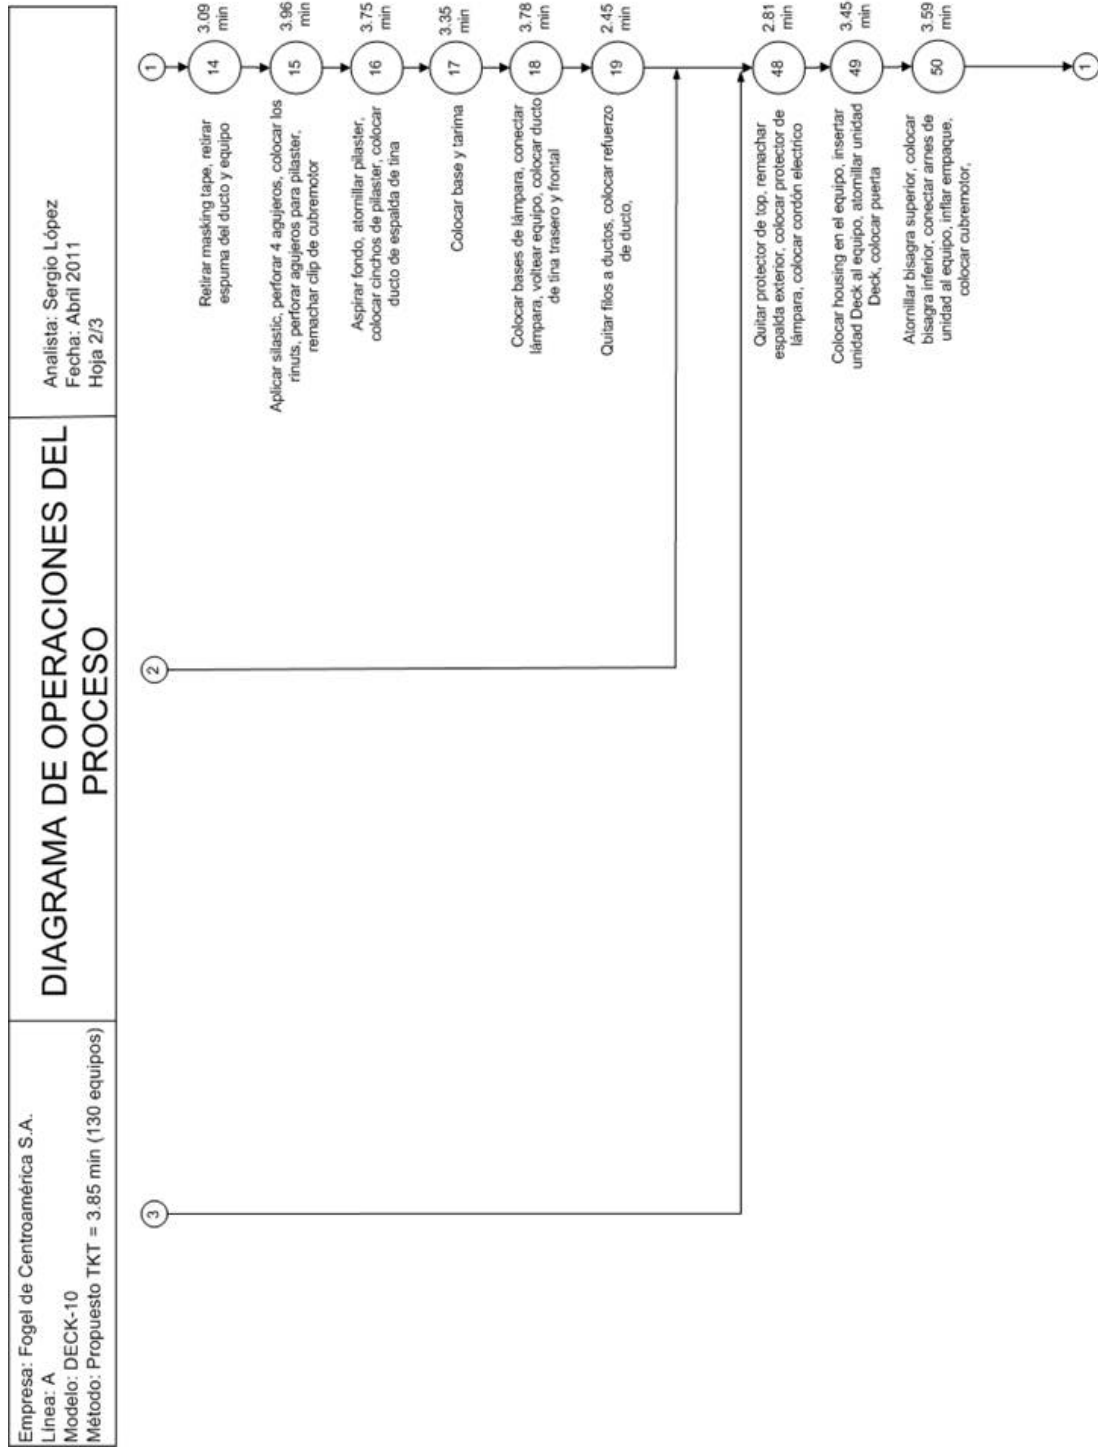 Empresa: Fogel de Centroamérica S.A.
Línea: A
Modelo: DECK-10
Método: Propuesto TKT = 3.85 min (130 equipos)
DIAGRAMA DE OPERACIONES DEL
PROCESO
Analista: Sergio López
Fecha: Abril 2011
Hoja 2/3
3
2
1
Retirar masking tape, retirar
espuma del ducto y equipo
14
3.09
min
Aplicar silastic, perforar 4 agujeros, colocar los
rinuts, perforar agujeros para pilaster,
remachar clip de cubremotor
15
3.96
min
Aspirar fondo, atornillar pilaster,
colocar cinchos de pilaster, colocar
ducto de espalda de tina
16
3.75
min
Colocar base y tarima
17
3.35
min
Colocar bases de lámpara, conectar
lámpara, voltear equipo, colocar ducto
de tina trasero y frontal
18
3.78
min
Quitar filos a ductos, colocar refuerzo
de ducto,
19
2.45
min
Quitar protector de top, remachar
espalda exterior, colocar protector de
lámpara, colocar cordón electrico
48
2.81
min
Colocar housing en el equipo, insertar
unidad Deck al equipo, atornillar unidad
Deck, colocar puerta
49
3.45
min
Atornillar bisagra superior, colocar
bisagra inferior, conectar arnes de
unidad al equipo, inflar empaque,
colocar cubremotor,
50
3.59
min
1